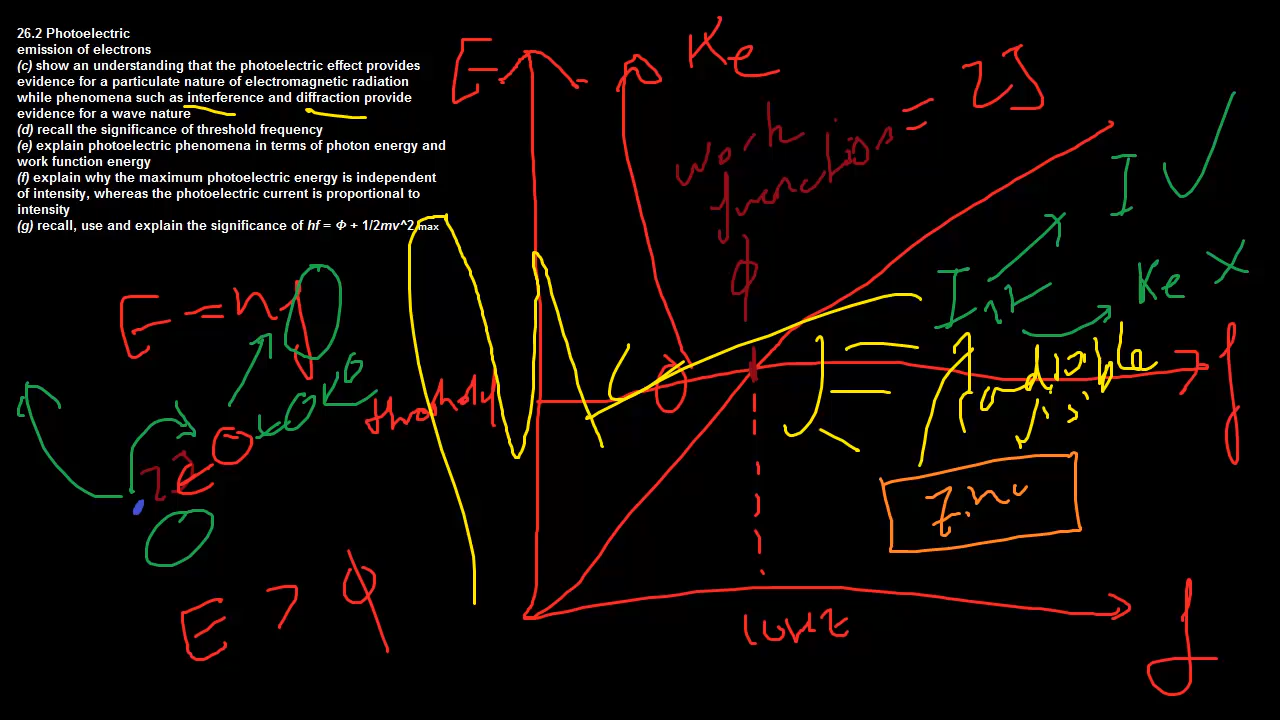 26.2 Photoelectric
emission of electrons
(c) show an understanding that the photoelectric effect provides
evidence for a particulate nature of electromagnetic radiation
while phenomena such as interference and diffraction provide
evidence for a wave nature
(d) recall the significance of threshold frequency
(e) explain photoelectric phenomena in terms of photon energy and
work function energy
(f) explain why the maximum photoelectric energy is independent
of intensity, whereas the photoelectric current is proportional to
intensity
(g) recall, use and explain the significance of hf = Φ + 1/2mv^2 max
E
Ke
= 2J
work
function
ϕ
I
Int
Ke
E = hf
f
E > ϕ
10Hz
f